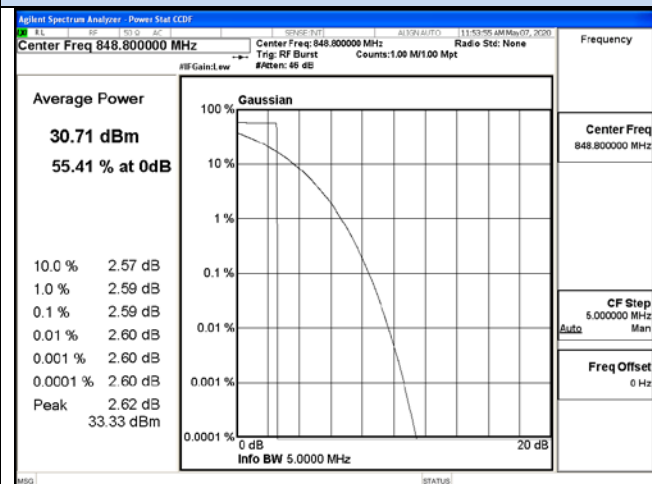 Agilent Spectrum Analyzer - Power Stat CCDF
RL RF 50 Ω AC SENSE:INT ALIGN AUTO 11:53:55 AM May 07, 2020
Center Freq 848.800000 MHz
Center Freq: 848.800000 MHz Radio Std: None
Trig: RF Burst Counts:1.00 M/1.00 Mpt
#IFGain:Low #Atten: 46 dB
Frequency
Average Power
30.71 dBm
55.41 % at 0dB
10.0 % 2.57 dB
1.0 % 2.59 dB
0.1 % 2.59 dB
0.01 % 2.60 dB
0.001 % 2.60 dB
0.0001 % 2.60 dB
Peak 2.62 dB
33.33 dBm
Gaussian
100 %
10 %
1 %
0.1 %
0.01 %
0.001 %
0.0001 %
0 dB 20 dB
Info BW 5.0000 MHz
Center Freq
848.800000 MHz
CF Step
5.000000 MHz
Auto Man
Freq Offset
0 Hz
MSG STATUS